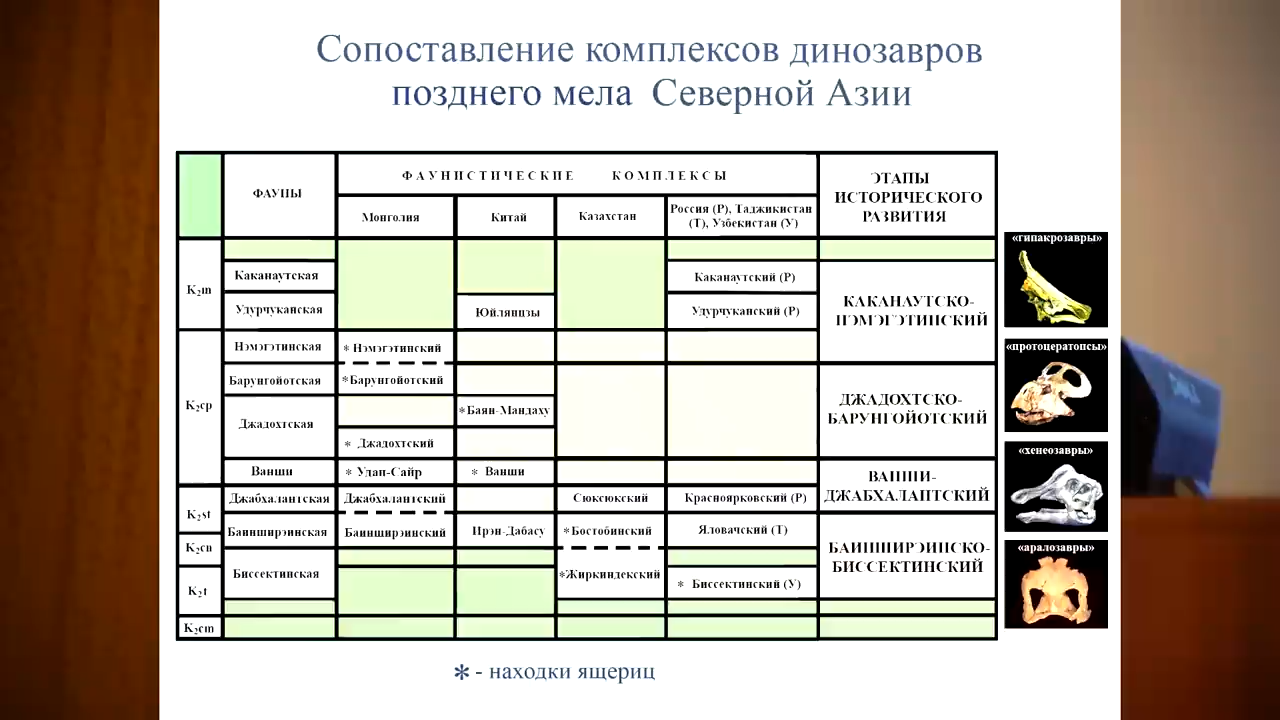 Сопоставление комплексов динозавров
позднего мела Северной Азии
ФАУНЫ
ФАУНИСТИЧЕСКИЕ КОМПЛЕКСЫ
ЭТАПЫ
ИСТОРИЧЕСКОГО
РАЗВИТИЯ
Монголия
Китай
Казахстан
Россия (Р), Таджикистан
(Т), Узбекистан (У)
K₂m
Каканаутская
Каканаутский (Р)
Удурчуканская
Юйлянцзы
Удурчуканский (Р)
КАКАНАУТСКО-
НЭМЭГЭТИНСКИЙ
K₂cp
Нэмэгэтинская
* Нэмэгэтинский
Барунгойотская
*Барунгойотский
Джадохтская
*Баян-Мандаху
* Джадохтский
ДЖАДОХТСКО-
БАРУНГОЙОТСКИЙ
Ванши
* Удан-Сайр
* Ванши
ВАНШИ-
ДЖАБХАЛАНТСКИЙ
K₂st
Джабхалантская
Джабхалантский
Сюксюкский
Красноярковский (Р)
Баинширэинская
Баинширэинский
Ирэн-Дабасу
*Бостобинский
Яловачский (Т)
K₂cn
БАИНШИРЭИНСКО-
БИССЕКТИНСКИЙ
K₂t
Биссектинская
*Жиркиндекский
* Биссектинский (У)
K₂cm
«гипакрозавры»
«протоцератопсы»
«хенеозавры»
«аралозавры»
* - находки ящериц